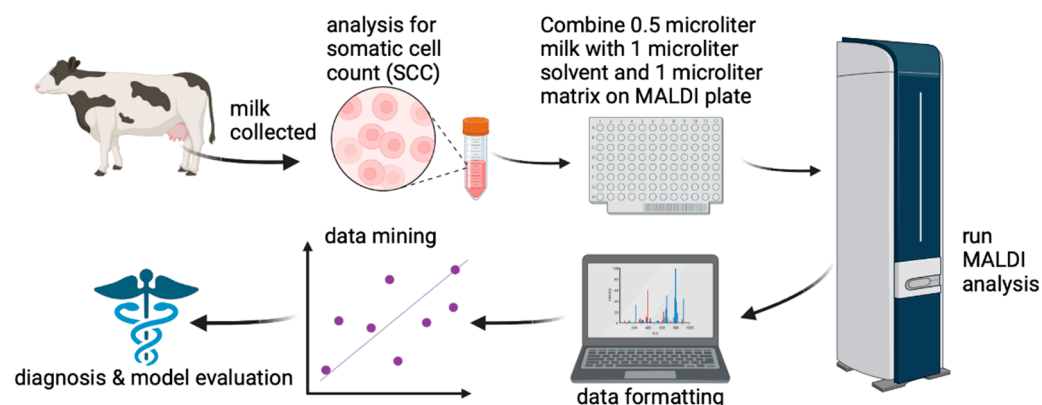 milk
collected
analysis for
somatic cell
count (SCC)
Combine 0.5 microliter
milk with 1 microliter
solvent and 1 microliter
matrix on MALDI plate
run
MALDI
analysis
data formatting
data mining
diagnosis & model evaluation